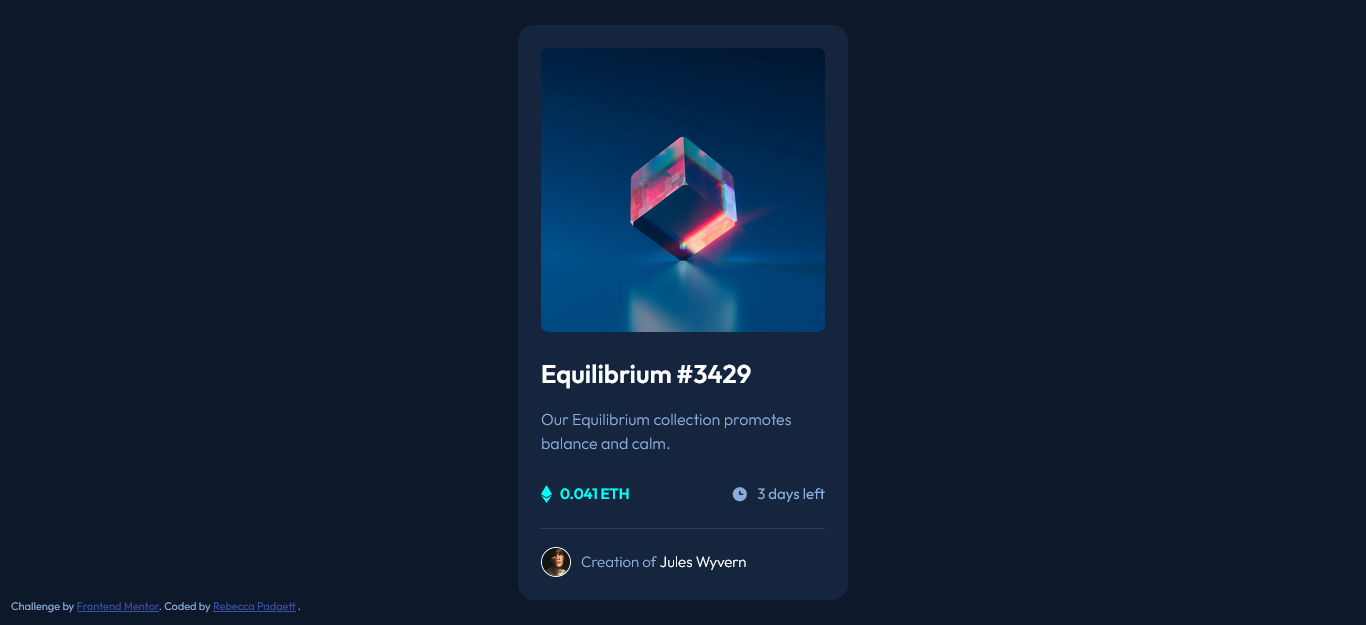 Equilibrium #3429
Our Equilibrium collection promotes
balance and calm.
0.041 ETH
3 days left
Creation of Jules Wyvern
Challenge by Frontend Mentor. Coded by Rebecca Padgett .